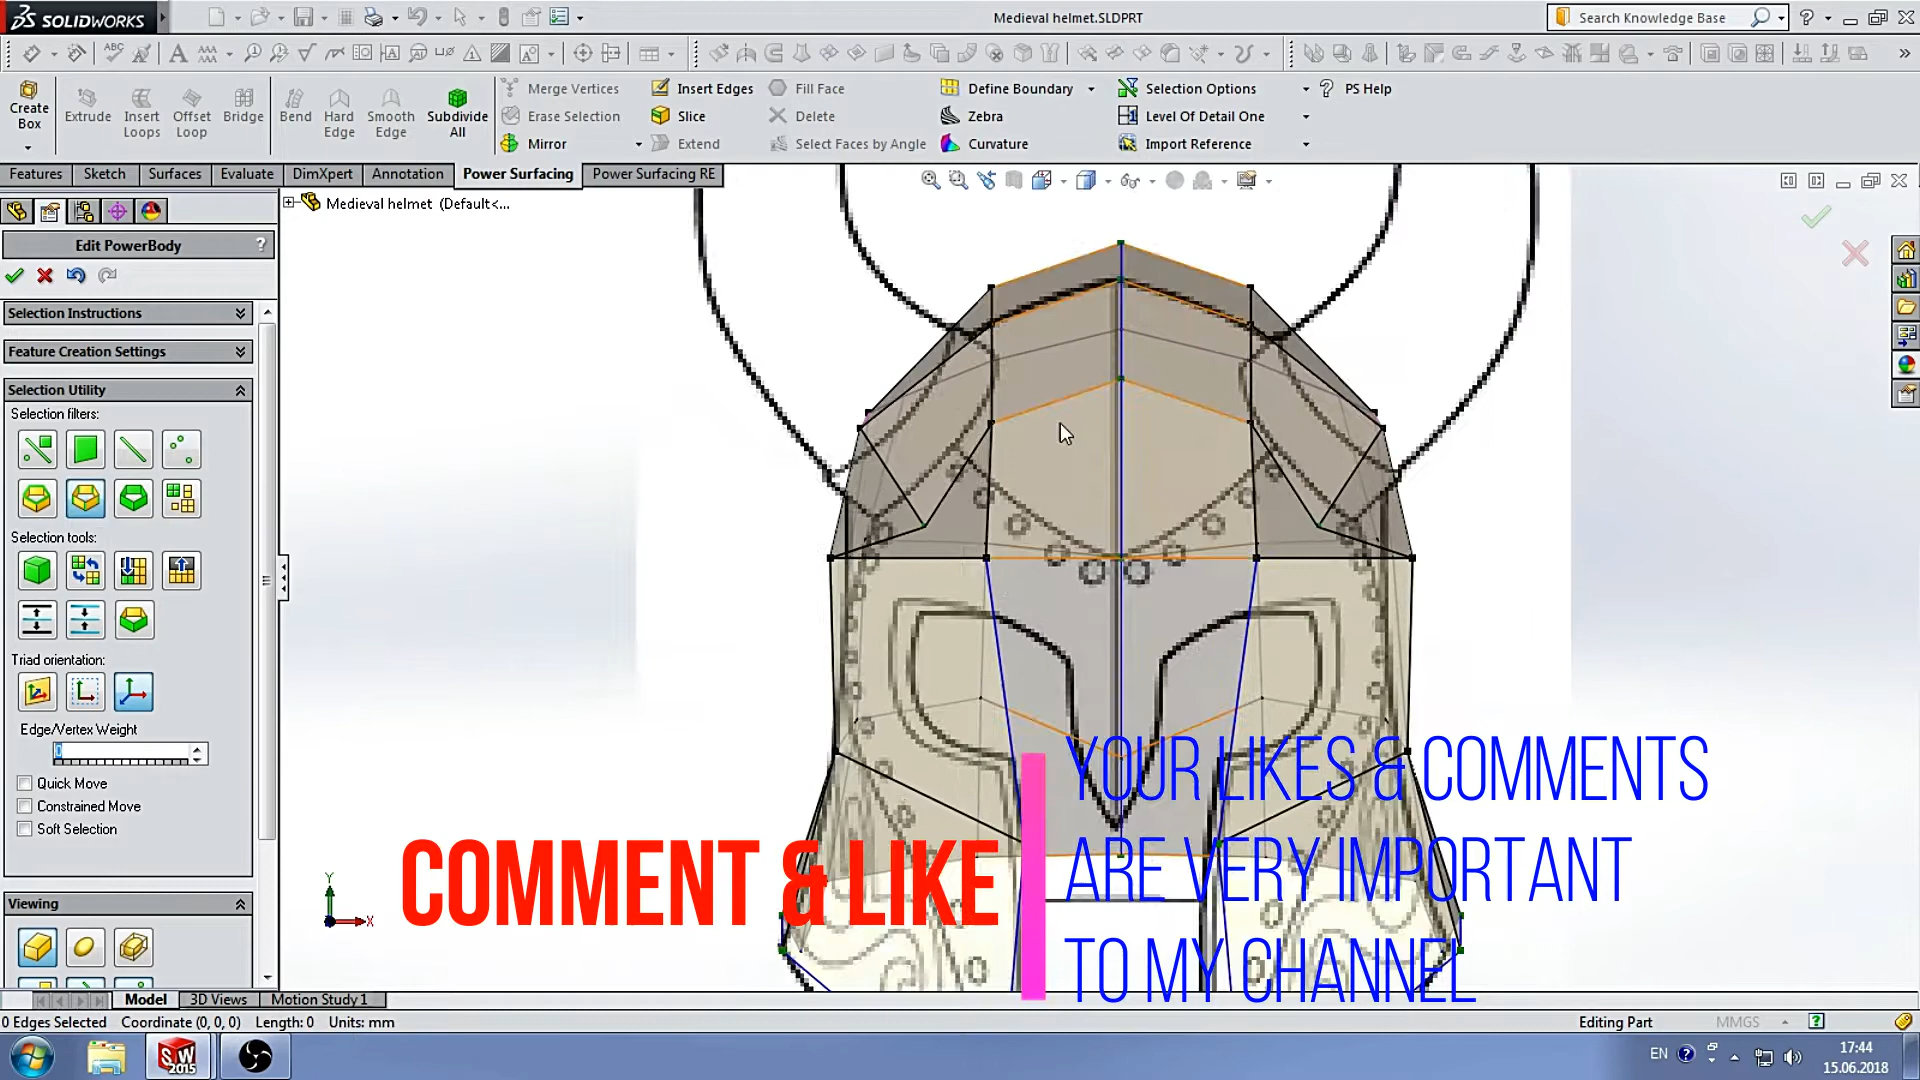 SOLIDWORKS
Medieval helmet.SLDPRT
Search Knowledge Base
Create Box
Extrude
Insert Loops
Offset Loop
Bridge
Bend
Hard Edge
Smooth Edge
Subdivide All
Merge Vertices
Erase Selection
Mirror
Insert Edges
Slice
Extend
Fill Face
Delete
Select Faces by Angle
Define Boundary
Zebra
Curvature
Selection Options
Level Of Detail One
Import Reference
PS Help
Features
Sketch
Surfaces
Evaluate
DimXpert
Annotation
Power Surfacing
Power Surfacing RE
Medieval helmet (Default<...
Edit PowerBody
?
Selection Instructions
Feature Creation Settings
Selection Utility
Selection filters:
Selection tools:
Triad orientation:
Edge/Vertex Weight
0
Quick Move
Constrained Move
Soft Selection
Viewing
Y
X
COMMENT & LIKE
YOUR LIKES & COMMENTS
ARE VERY IMPORTANT
TO MY CHANNEL
Model
3D Views
Motion Study 1
0 Edges Selected Coordinate (0, 0, 0) Length: 0 Units: mm
Editing Part
MMGS
SW 2015
EN
17:44
15.06.2018